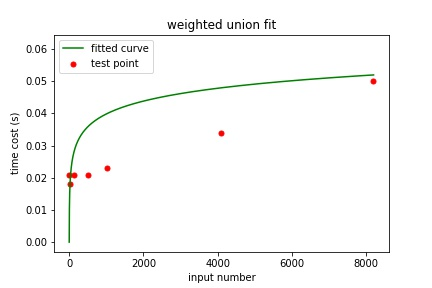 weighted union fit
fitted curve
test point
time cost (s)
0.06
0.05
0.04
0.03
0.02
0.01
0.00
0 2000 4000 6000 8000
input number